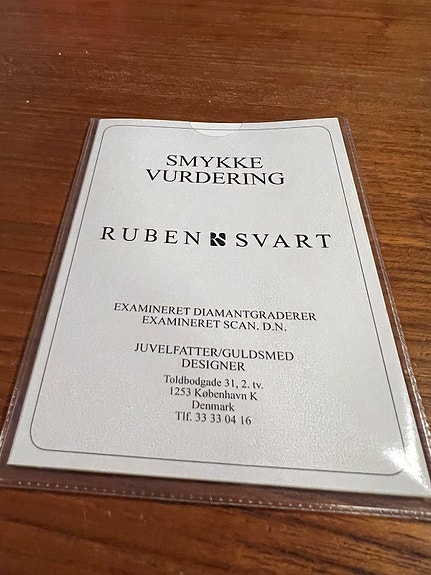 SMYKKE
VURDERING
RUBEN SVART
EXAMINERET DIAMANTGRADERER
EXAMINERET SCAN. D.N.
JUVELFATTER/GULDSMED
DESIGNER
Toldbodgade 31, 2. tv.
1253 København K
Denmark
Tlf. 33 33 04 16